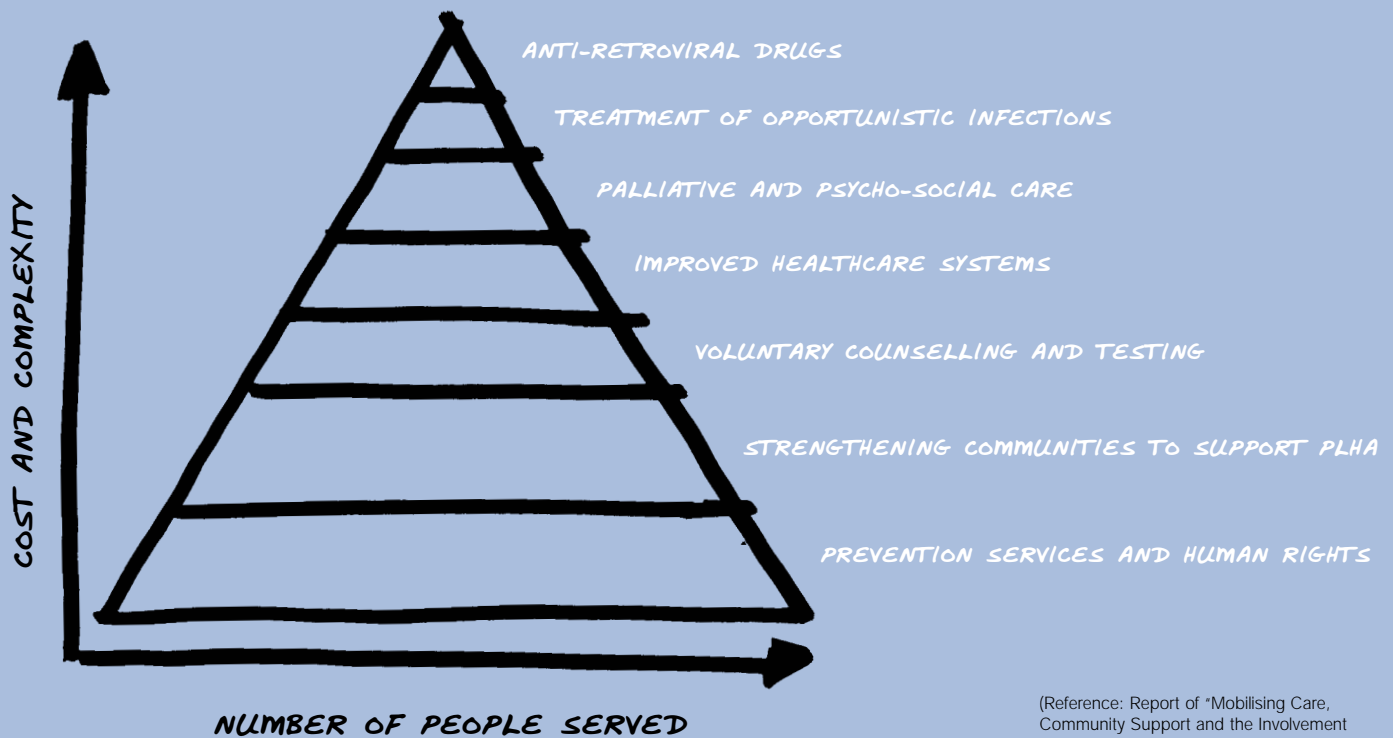 ANTI-RETROVIRAL DRUGS
TREATMENT OF OPPORTUNISTIC INFECTIONS
PALLIATIVE AND PSYCHO-SOCIAL CARE
IMPROVED HEALTHCARE SYSTEMS
VOLUNTARY COUNSELLING AND TESTING
STRENGTHENING COMMUNITIES TO SUPPORT PLHA
PREVENTION SERVICES AND HUMAN RIGHTS
COST AND COMPLEXITY
NUMBER OF PEOPLE SERVED
(Reference: Report of "Mobilising Care,
Community Support and the Involvement